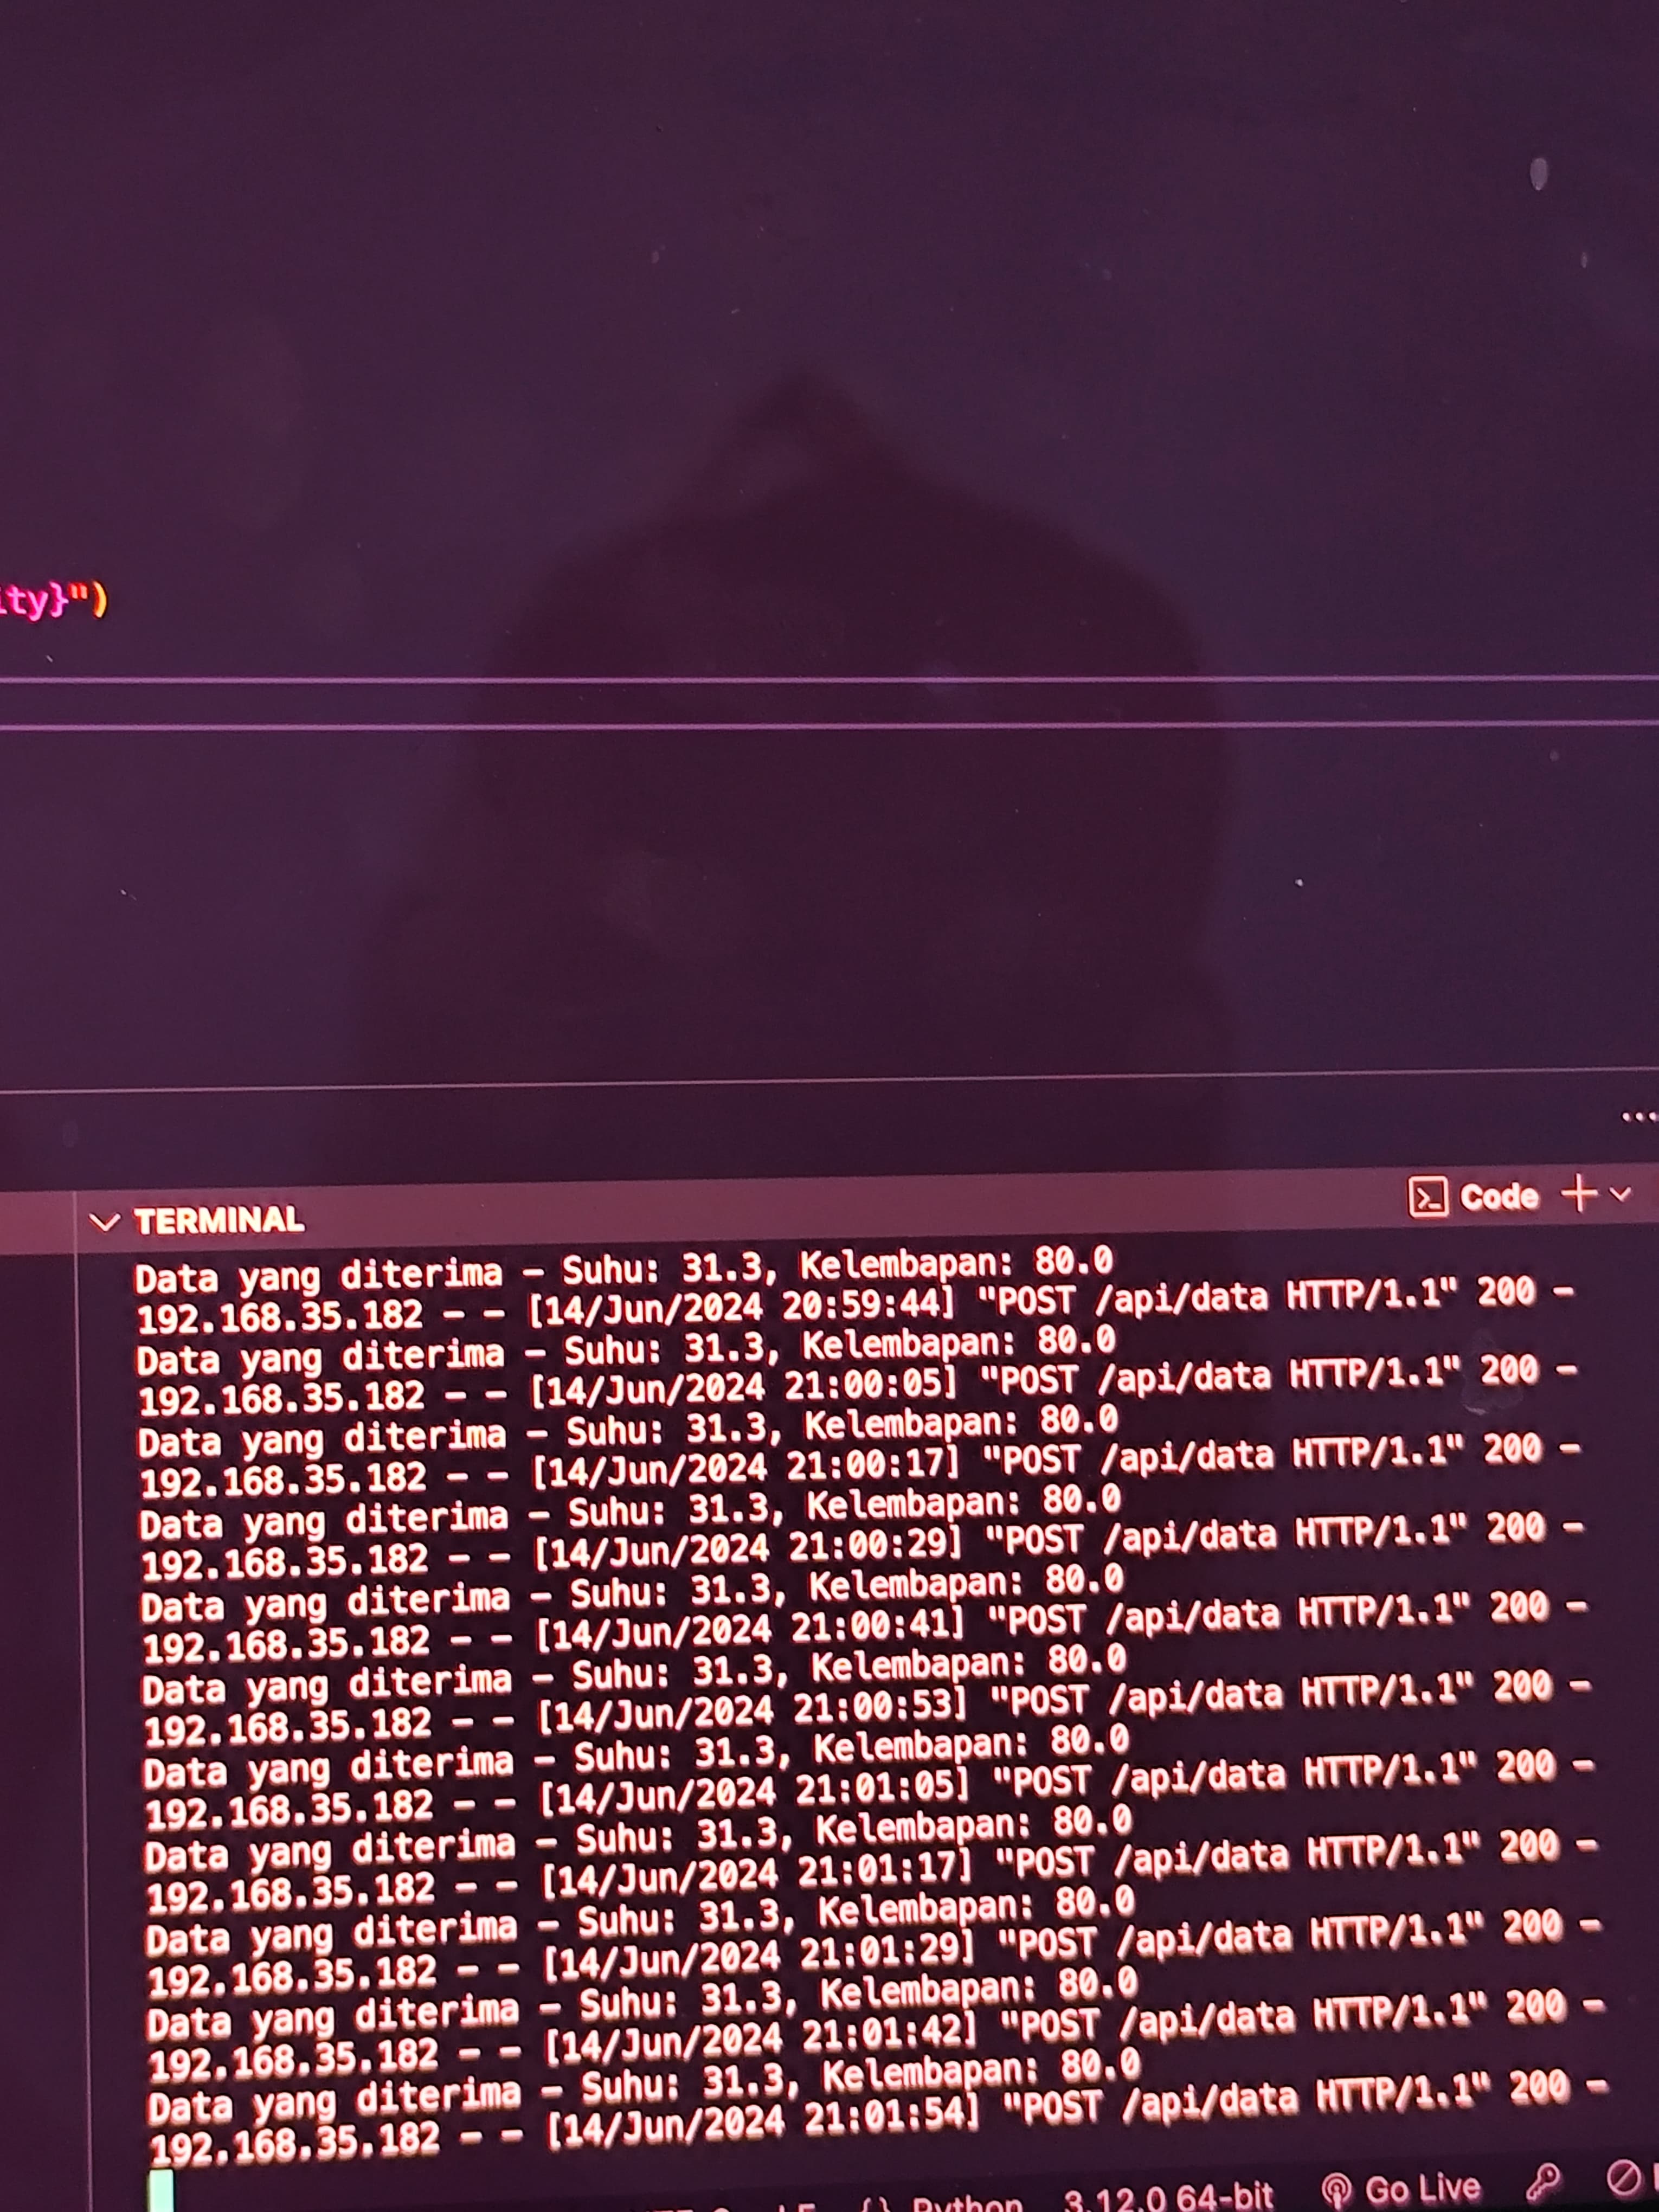 ity}")
TERMINAL
Code
Data yang diterima - Suhu: 31.3, Kelembapan: 80.0
192.168.35.182 - - [14/Jun/2024 20:59:44] "POST /api/data HTTP/1.1" 200 -
Data yang diterima - Suhu: 31.3, Kelembapan: 80.0
192.168.35.182 - - [14/Jun/2024 21:00:05] "POST /api/data HTTP/1.1" 200 -
Data yang diterima - Suhu: 31.3, Kelembapan: 80.0
192.168.35.182 - - [14/Jun/2024 21:00:17] "POST /api/data HTTP/1.1" 200 -
Data yang diterima - Suhu: 31.3, Kelembapan: 80.0
192.168.35.182 - - [14/Jun/2024 21:00:29] "POST /api/data HTTP/1.1" 200 -
Data yang diterima - Suhu: 31.3, Kelembapan: 80.0
192.168.35.182 - - [14/Jun/2024 21:00:41] "POST /api/data HTTP/1.1" 200 -
Data yang diterima - Suhu: 31.3, Kelembapan: 80.0
192.168.35.182 - - [14/Jun/2024 21:00:53] "POST /api/data HTTP/1.1" 200 -
Data yang diterima - Suhu: 31.3, Kelembapan: 80.0
192.168.35.182 - - [14/Jun/2024 21:01:05] "POST /api/data HTTP/1.1" 200 -
Data yang diterima - Suhu: 31.3, Kelembapan: 80.0
192.168.35.182 - - [14/Jun/2024 21:01:17] "POST /api/data HTTP/1.1" 200 -
Data yang diterima - Suhu: 31.3, Kelembapan: 80.0
192.168.35.182 - - [14/Jun/2024 21:01:29] "POST /api/data HTTP/1.1" 200 -
Data yang diterima - Suhu: 31.3, Kelembapan: 80.0
192.168.35.182 - - [14/Jun/2024 21:01:42] "POST /api/data HTTP/1.1" 200 -
Data yang diterima - Suhu: 31.3, Kelembapan: 80.0
192.168.35.182 - - [14/Jun/2024 21:01:54] "POST /api/data HTTP/1.1" 200 -
{} Python 3.12.0 64-bit Go Live